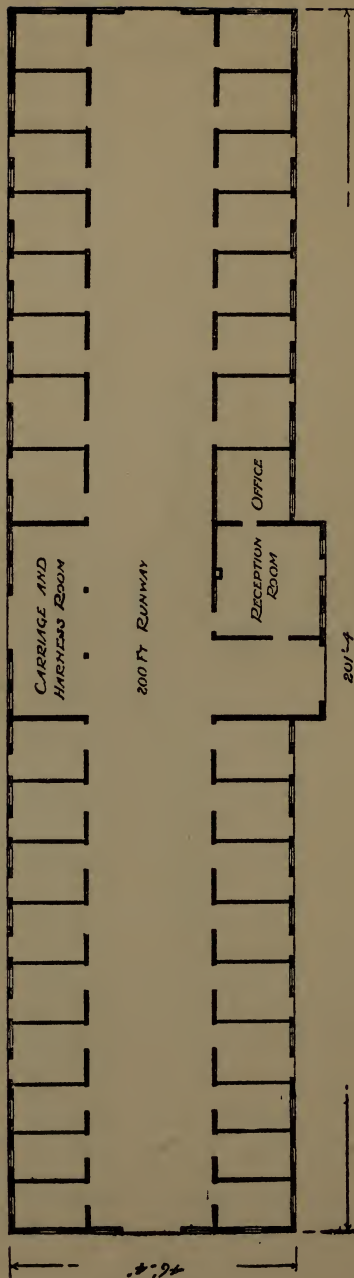 CARRIAGE AND
HARNESS ROOM
200 FT RUNWAY
RECEPTION
ROOM
OFFICE
201'-4
46'-4"